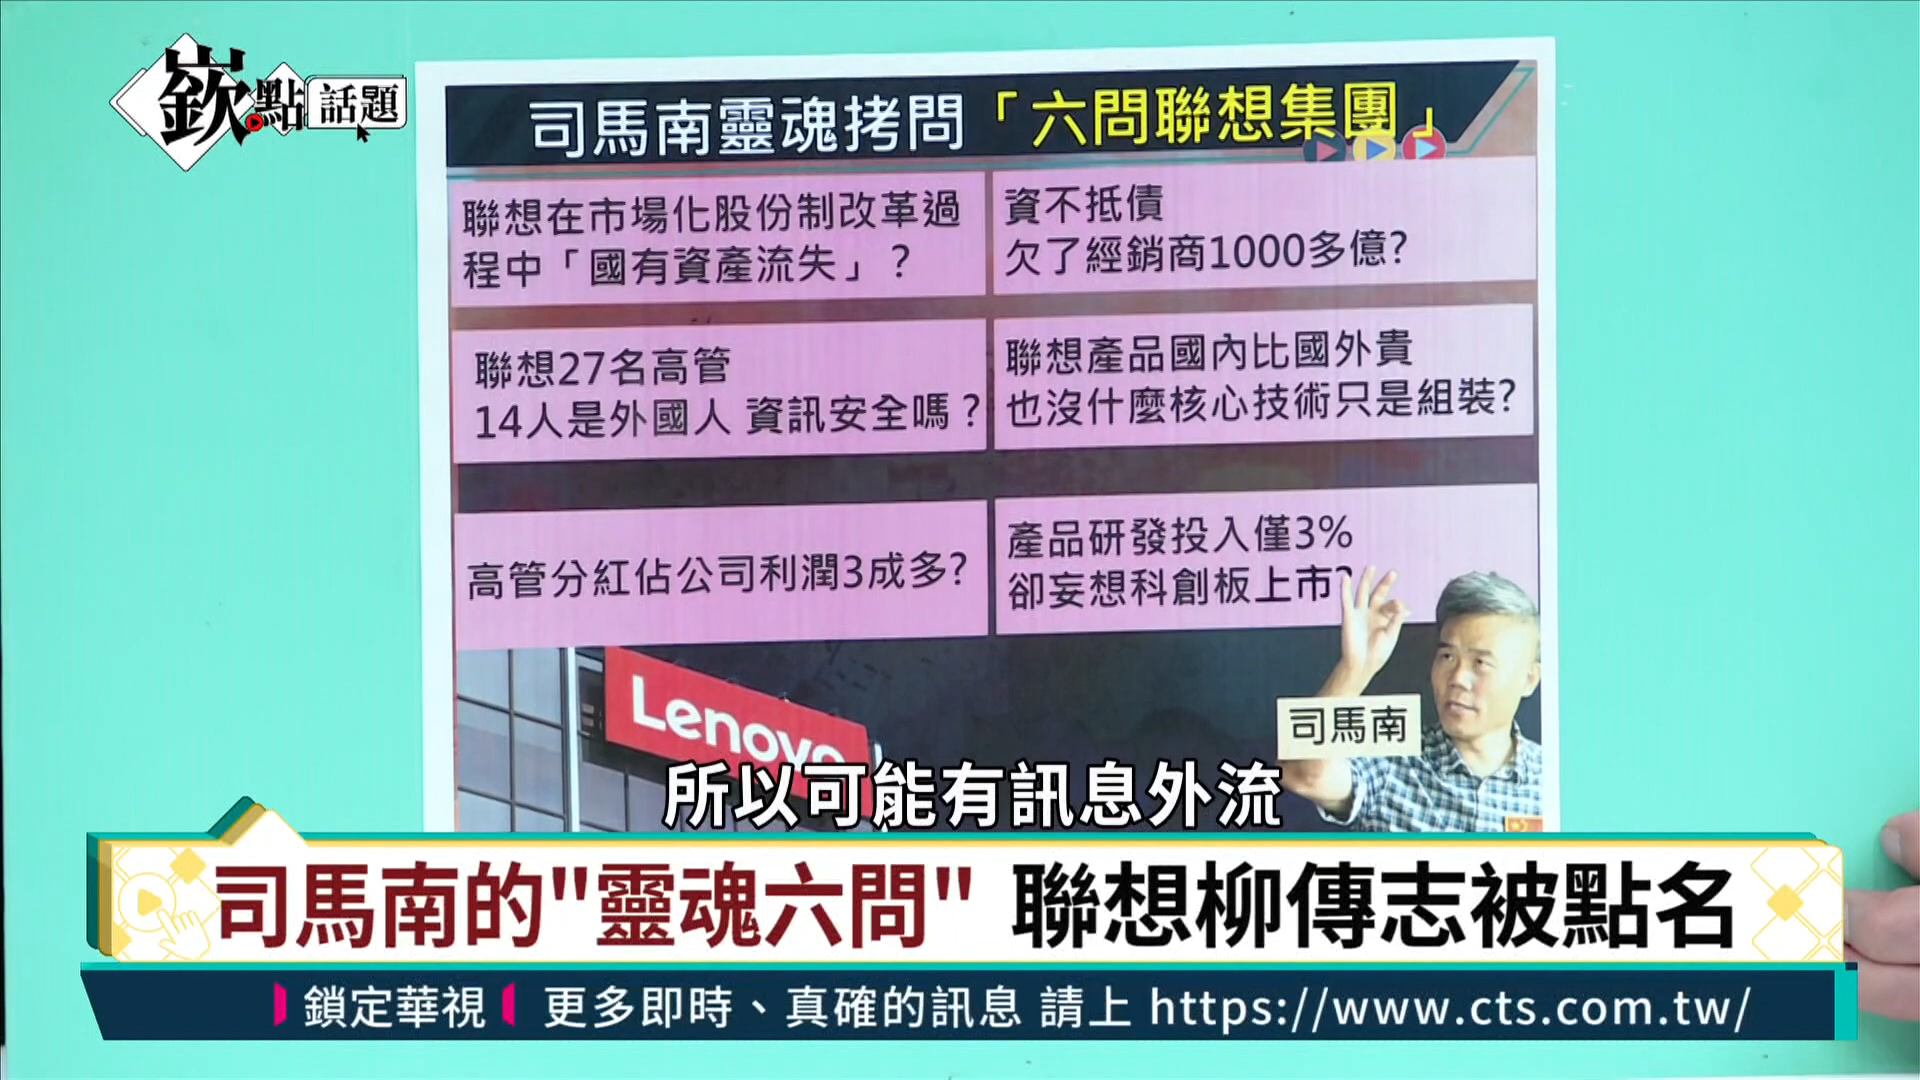 嶔點話題
司馬南靈魂拷問「六問聯想集團」
聯想在市場化股份制改革過
程中「國有資產流失」？
資不抵債
欠了經銷商1000多億?
聯想27名高管
14人是外國人 資訊安全嗎？
聯想產品國內比國外貴
也沒什麼核心技術只是組裝?
高管分紅佔公司利潤3成多?
產品研發投入僅3%
卻妄想科創板上市?
Lenovo
司馬南
所以可能有訊息外流
司馬南的"靈魂六問" 聯想柳傳志被點名
鎖定華視 更多即時、真確的訊息 請上 https://www.cts.com.tw/